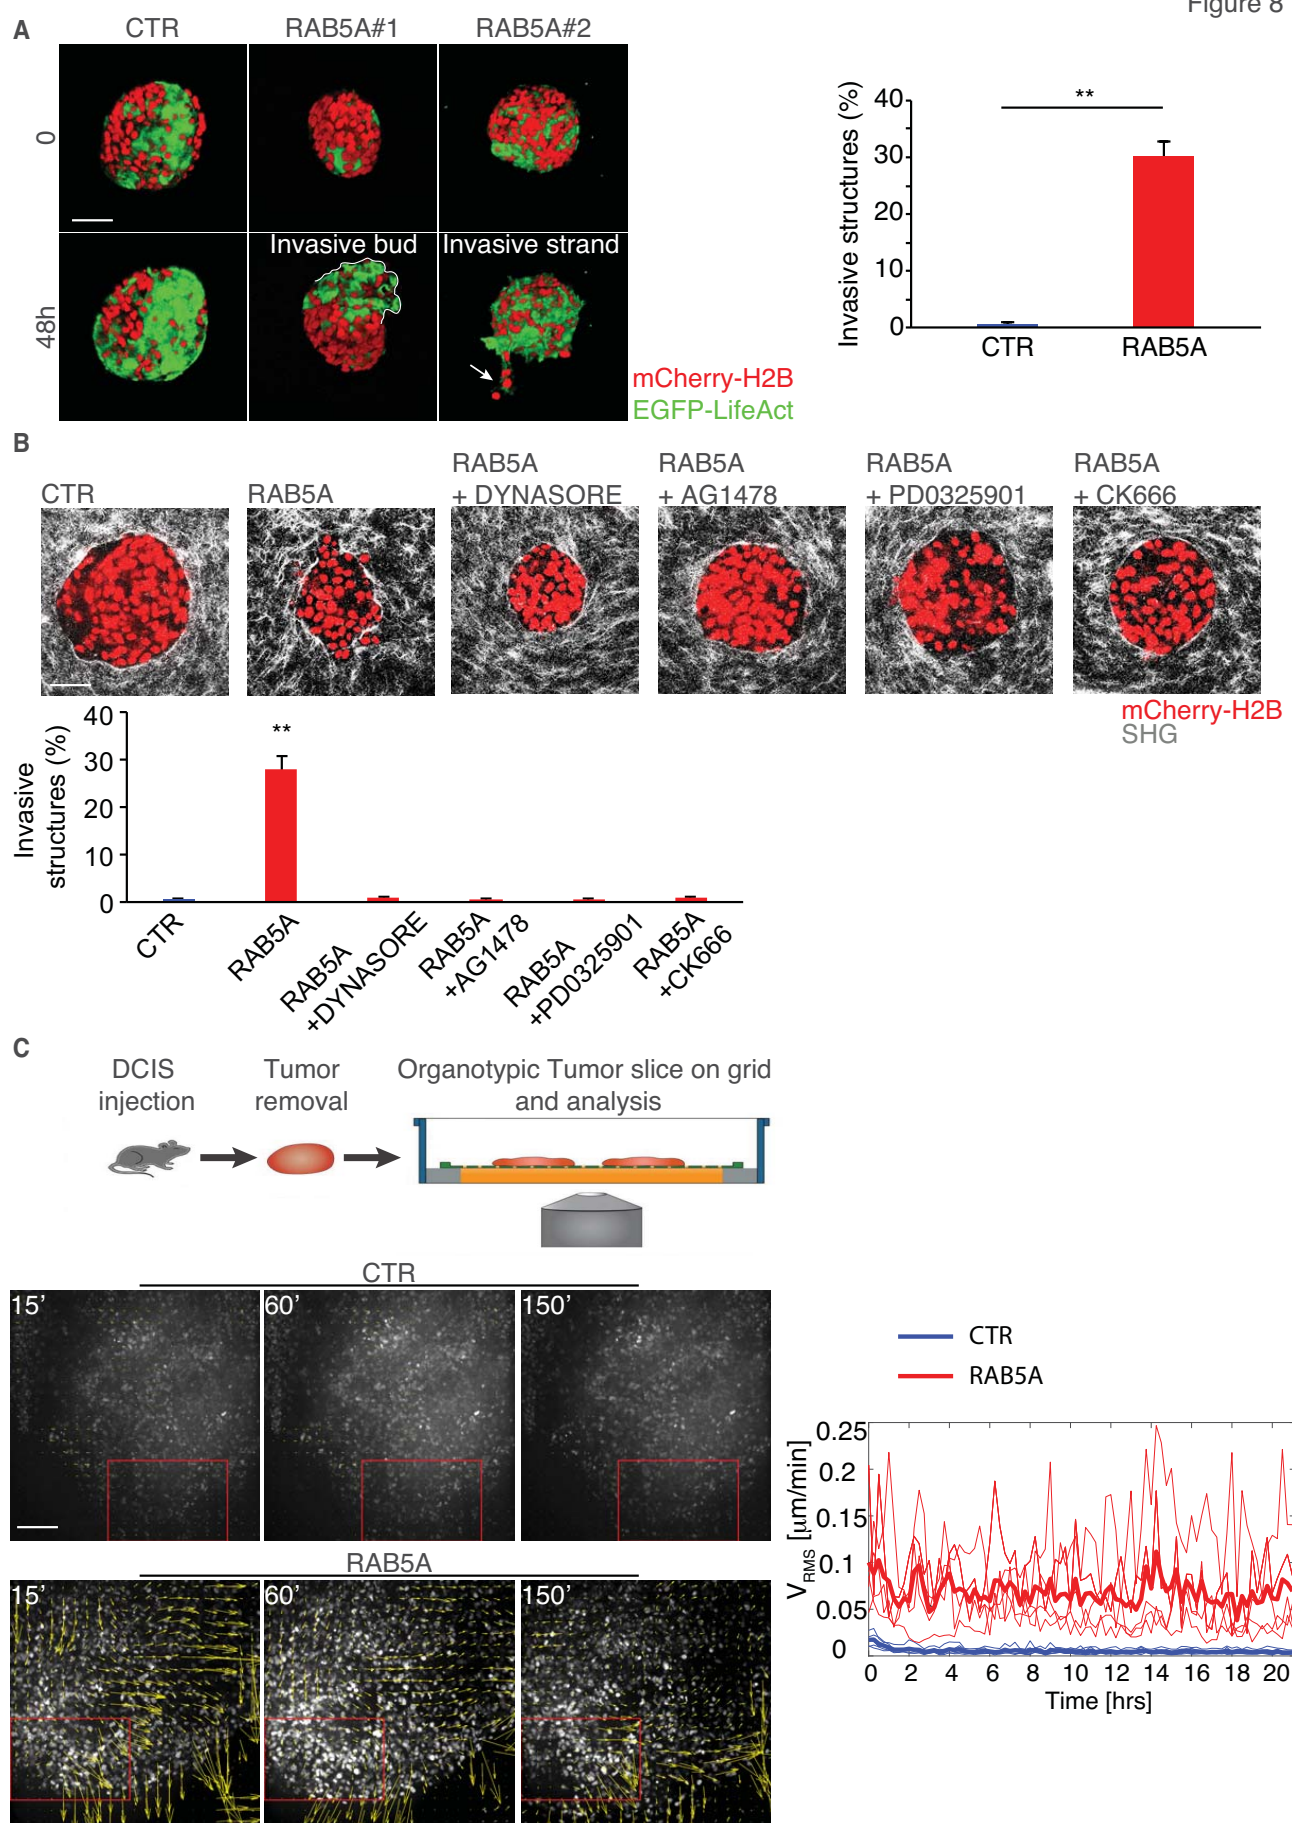 Figure 8
A
CTR
RAB5A#1
RAB5A#2
0
48h
Invasive bud
Invasive strand
mCherry-H2B
EGFP-LifeAct
Invasive structures (%)
40
30
20
10
0
**
CTR
RAB5A
B
CTR
RAB5A
RAB5A
+ DYNASORE
RAB5A
+ AG1478
RAB5A
+ PD0325901
RAB5A
+ CK666
mCherry-H2B
SHG
Invasive
structures (%)
40
30
20
10
0
**
CTR
RAB5A
RAB5A
+DYNASORE
RAB5A
+AG1478
RAB5A
+PD0325901
RAB5A
+CK666
C
DCIS
injection
Tumor
removal
Organotypic Tumor slice on grid
and analysis
CTR
15’
60’
150’
RAB5A
15’
60’
150’
CTR
RAB5A
VRMS [μm/min]
0.25
0.2
0.15
0.1
0.05
0
0 2 4 6 8 10 12 14 16 18 20
Time [hrs]